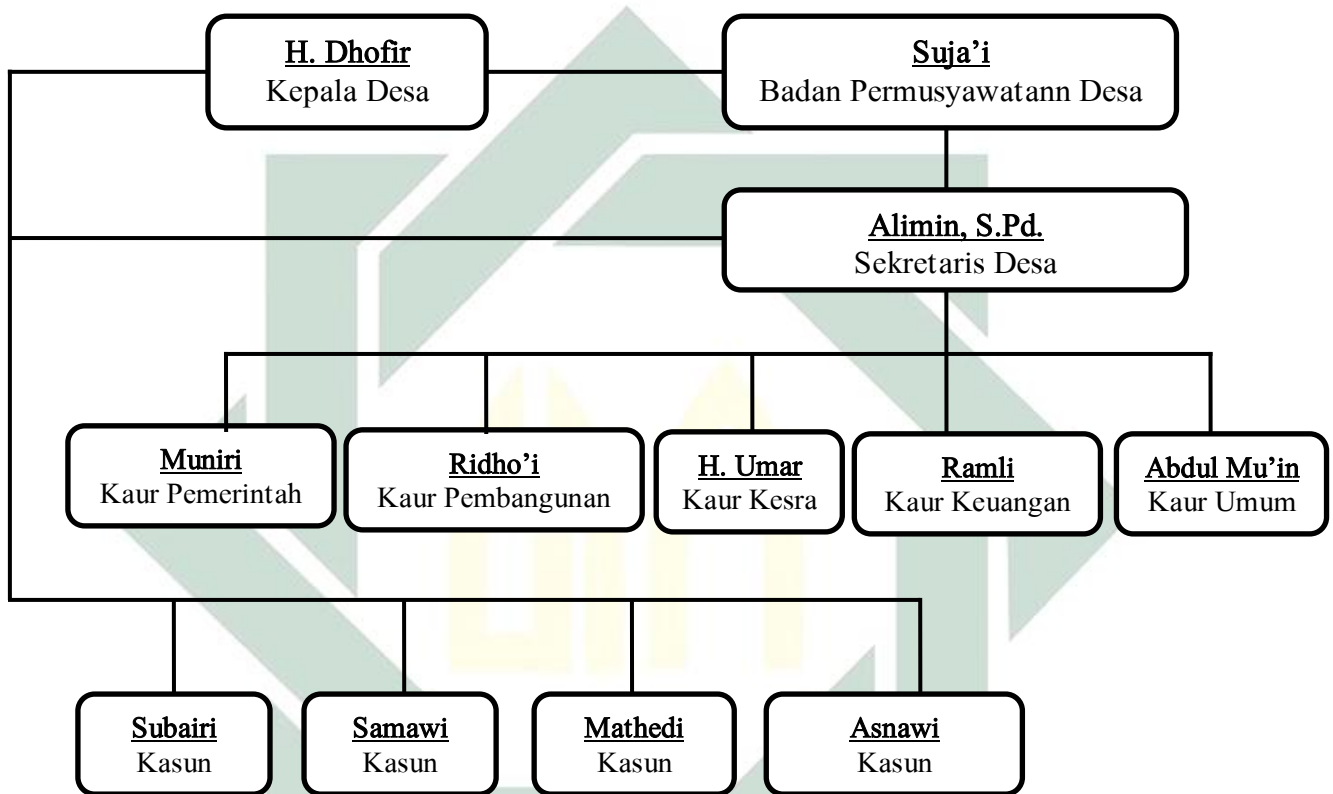 H. Dhofir
Kepala Desa
Suja’i
Badan Permusyawatann Desa
Alimin, S.Pd.
Sekretaris Desa
Muniri
Kaur Pemerintah
Ridho’i
Kaur Pembangunan
H. Umar
Kaur Kesra
Ramli
Kaur Keuangan
Abdul Mu’in
Kaur Umum
Subairi
Kasun
Samawi
Kasun
Mathedi
Kasun
Asnawi
Kasun